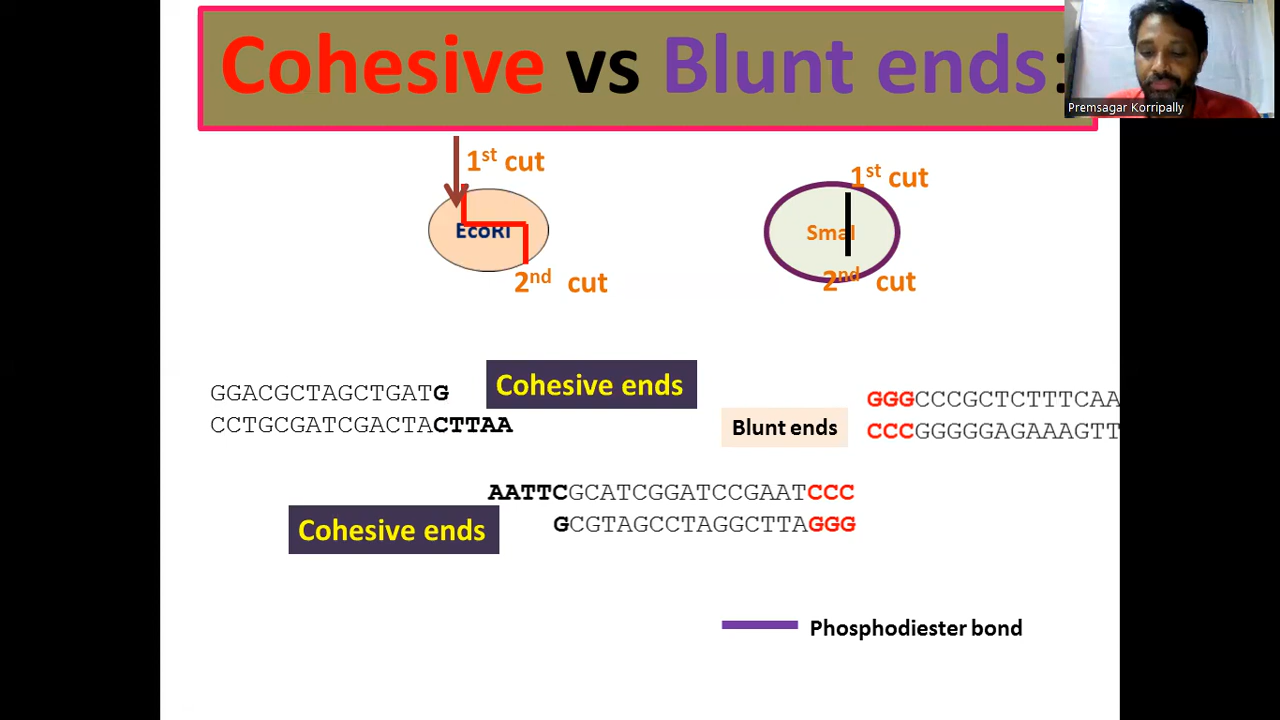 Cohesive vs Blunt ends:
Premsagar Korripally
1st cut
EcoRI
2nd cut
1st cut
SmaI
2nd cut
GGACGCTAGCTGATG
CCTGCGATCGACTACTTAA
Cohesive ends
Blunt ends
GGGCCCGCTCTTTCAA
CCCGGGGGAGAAAGTT
AATTCGCATCGGATCCGAATCCC
GCGTAGCCTAGGCTTAGGG
Cohesive ends
Phosphodiester bond